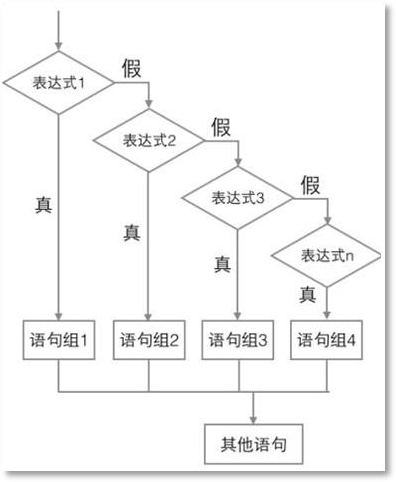 表达式1
假
表达式2
假
表达式3
假
表达式n
真
真
真
真
语句组1
语句组2
语句组3
语句组4
其他语句